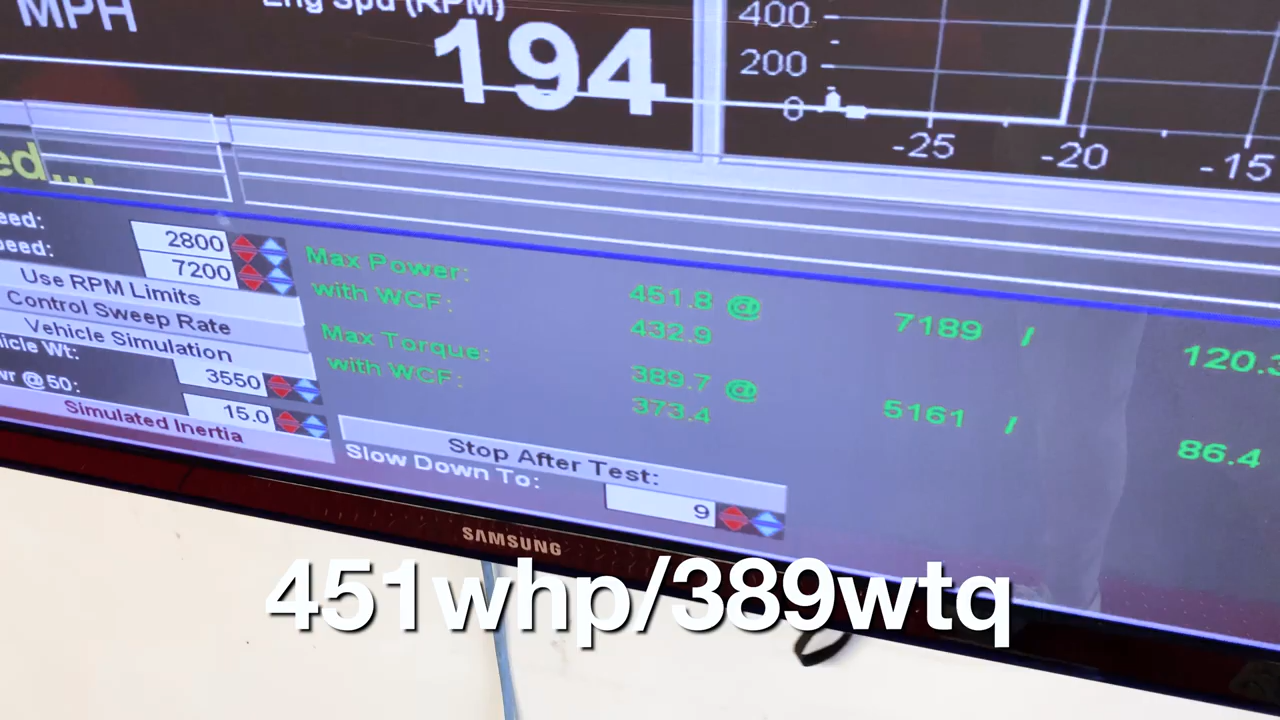 MPH
Eng Spd (RPM)
194
400
200
0
-25
-20
-15
ed...
eed:
2800
peed:
7200
Use RPM Limits
Control Sweep Rate
Vehicle Simulation
icle Wt:
3550
wr @50:
15.0
Simulated Inertia
Max Power:
451.8 @ 7189 / 120.3
with WCF:
432.9
Max Torque:
389.7 @ 5161 / 86.4
with WCF:
373.4
Stop After Test:
Slow Down To:
9
SAMSUNG
451whp/389wtq